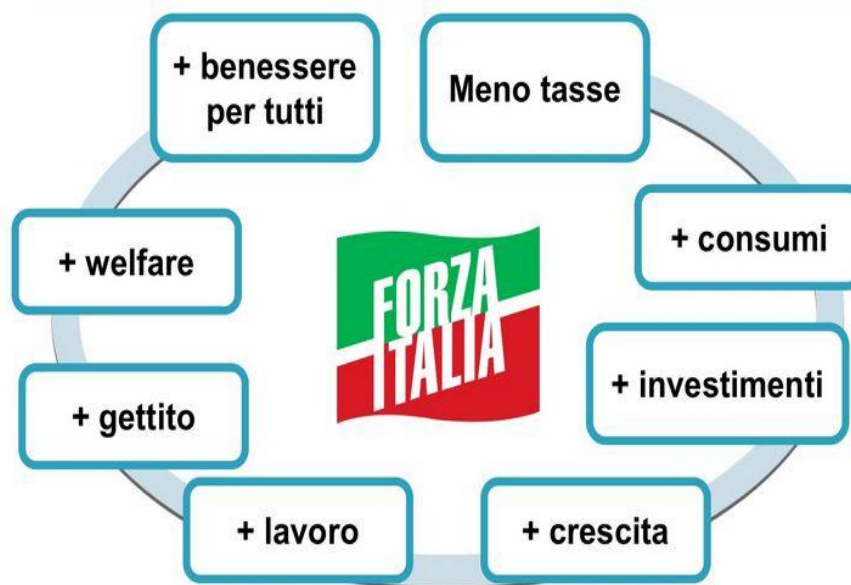 Meno tasse
+ consumi
+ investimenti
+ crescita
+ lavoro
+ gettito
+ welfare
+ benessere
per tutti
FORZA
ITALIA